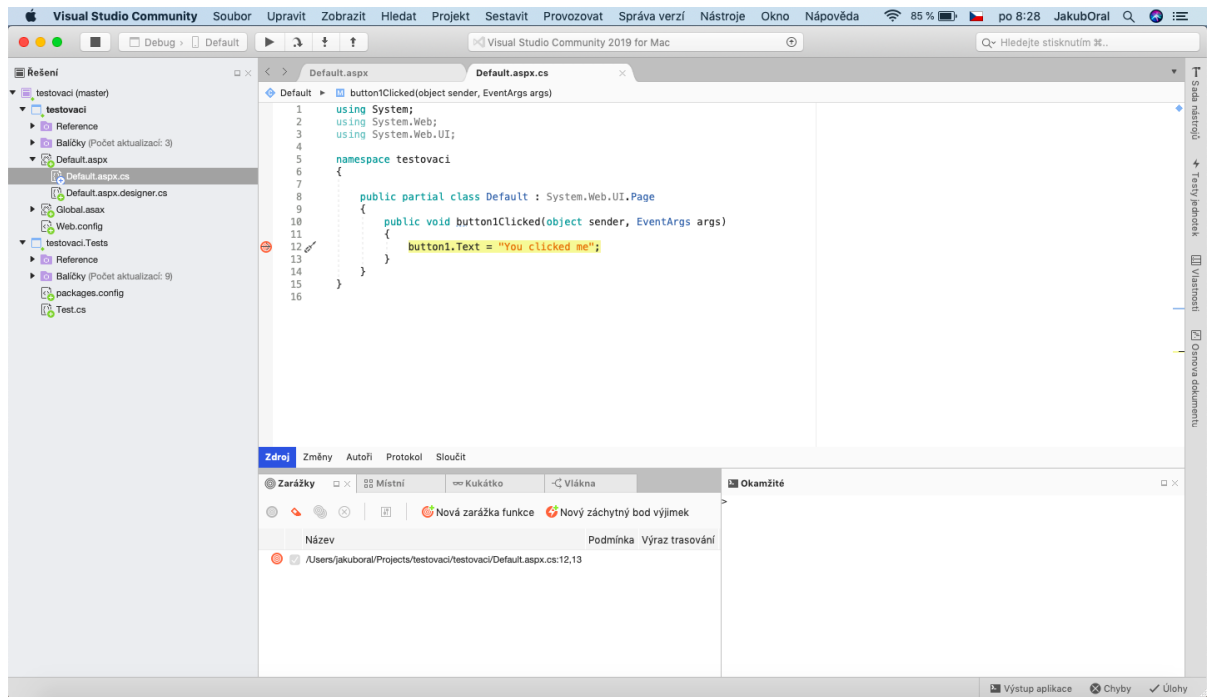 Visual Studio Community Soubor Upravit Zobrazit Hledat Projekt Sestavit Provozovat Správa verzí Nástroje Okno Nápověda 85 % po 8:28 JakubOral
Debug › Default Visual Studio Community 2019 for Mac Hledejte stisknutím ⌘..
Řešení
testovaci (master)
testovaci
Reference
Balíčky (Počet aktualizací: 3)
Default.aspx
Default.aspx.cs
Default.aspx.designer.cs
Global.asax
Web.config
testovaci.Tests
Reference
Balíčky (Počet aktualizací: 9)
packages.config
Test.cs
Default.aspx Default.aspx.cs
Default ▸ M button1Clicked(object sender, EventArgs args)
1 using System;
2 using System.Web;
3 using System.Web.UI;
4
5 namespace testovaci
6 {
7
8 public partial class Default : System.Web.UI.Page
9 {
10 public void button1Clicked(object sender, EventArgs args)
11 {
12 button1.Text = "You clicked me";
13 }
14 }
15 }
16
Zdroj Změny Autoři Protokol Sloučit
Zarážky Místní Kukátko Vlákna
Nová zarážka funkce Nový záchytný bod výjimek
Název Podmínka Výraz trasování
/Users/jakuboral/Projects/testovaci/testovaci/Default.aspx.cs:12,13
Okamžité
>
Sada nástrojů
Testy jednotek
Vlastnosti
Osnova dokumentu
Výstup aplikace Chyby Úlohy